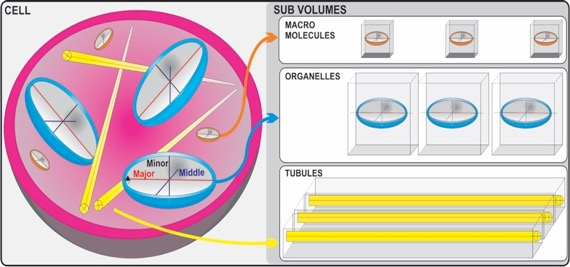 CELL
Minor
Major
Middle
SUB VOLUMES
MACRO
MOLECULES
ORGANELLES
TUBULES